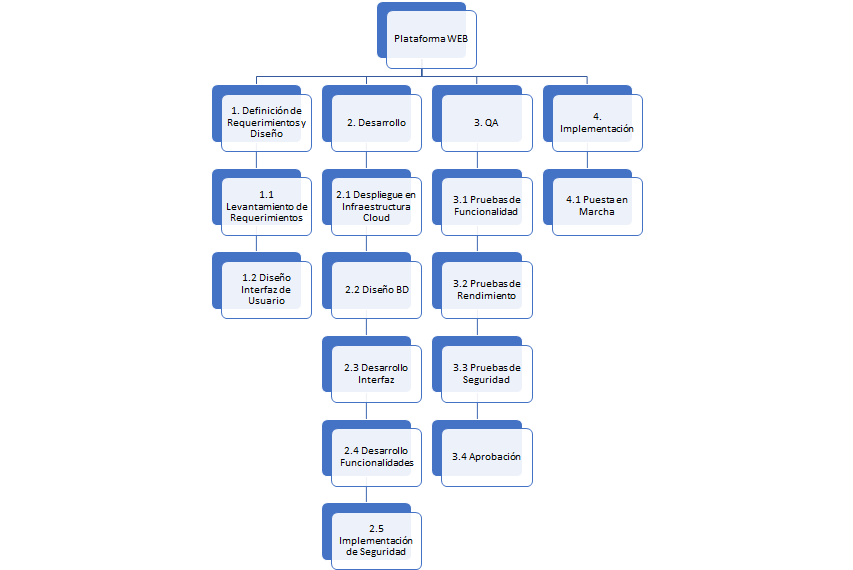 Plataforma WEB
1. Definición de
Requerimientos y
Diseño
2. Desarrollo
3. QA
4.
Implementación
1.1
Levantamiento de
Requerimientos
2.1 Despliegue en
Infraestructura
Cloud
3.1 Pruebas de
Funcionalidad
4.1 Puesta en
Marcha
1.2 Diseño
Interfaz de
Usuario
2.2 Diseño BD
3.2 Pruebas de
Rendimiento
2.3 Desarrollo
Interfaz
3.3 Pruebas de
Seguridad
2.4 Desarrollo
Funcionalidades
3.4 Aprobación
2.5
Implementación
de Seguridad